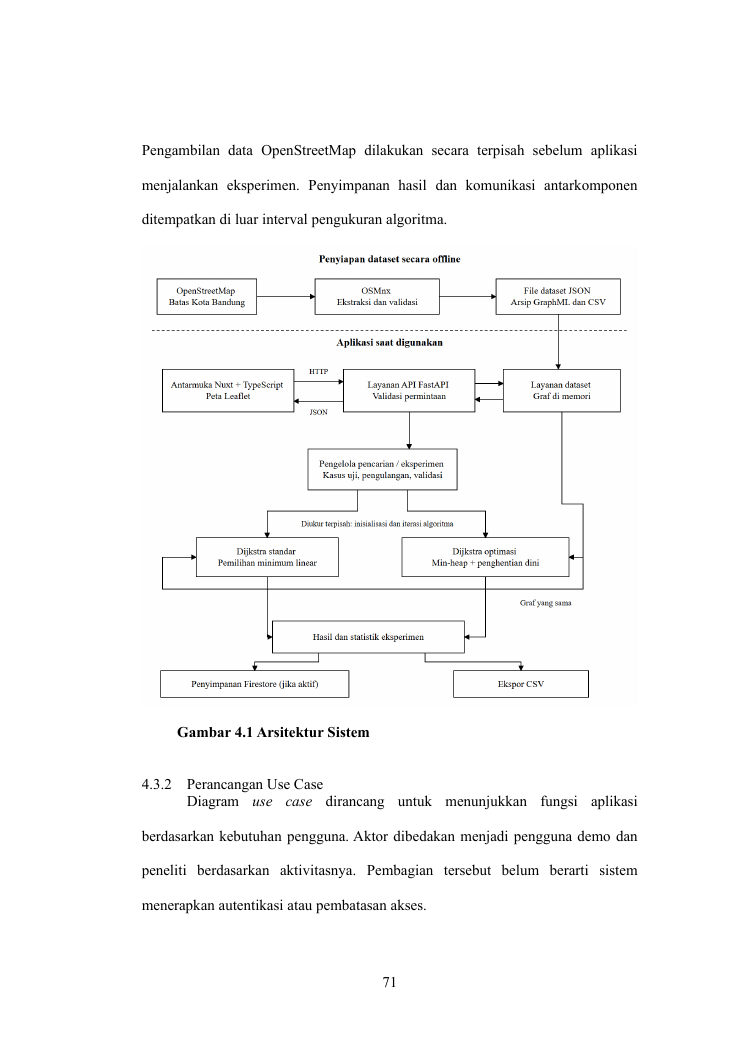 Pengambilan data OpenStreetMap dilakukan secara terpisah sebelum aplikasi
menjalankan eksperimen. Penyimpanan hasil dan komunikasi antarkomponen
ditempatkan di luar interval pengukuran algoritma.
Penyiapan dataset secara offline
OpenStreetMap
Batas Kota Bandung
OSMnx
Ekstraksi dan validasi
File dataset JSON
Arsip GraphML dan CSV
Aplikasi saat digunakan
Antarmuka Nuxt + TypeScript
Peta Leaflet
HTTP
JSON
Layanan API FastAPI
Validasi permintaan
Layanan dataset
Graf di memori
Pengelola pencarian / eksperimen
Kasus uji, pengulangan, validasi
Diukur terpisah: inisialisasi dan iterasi algoritma
Dijkstra standar
Pemilihan minimum linear
Dijkstra optimasi
Min-heap + penghentian dini
Graf yang sama
Hasil dan statistik eksperimen
Penyimpanan Firestore (jika aktif)
Ekspor CSV
Gambar 4.1 Arsitektur Sistem
4.3.2 Perancangan Use Case
Diagram use case dirancang untuk menunjukkan fungsi aplikasi
berdasarkan kebutuhan pengguna. Aktor dibedakan menjadi pengguna demo dan
peneliti berdasarkan aktivitasnya. Pembagian tersebut belum berarti sistem
menerapkan autentikasi atau pembatasan akses.
71